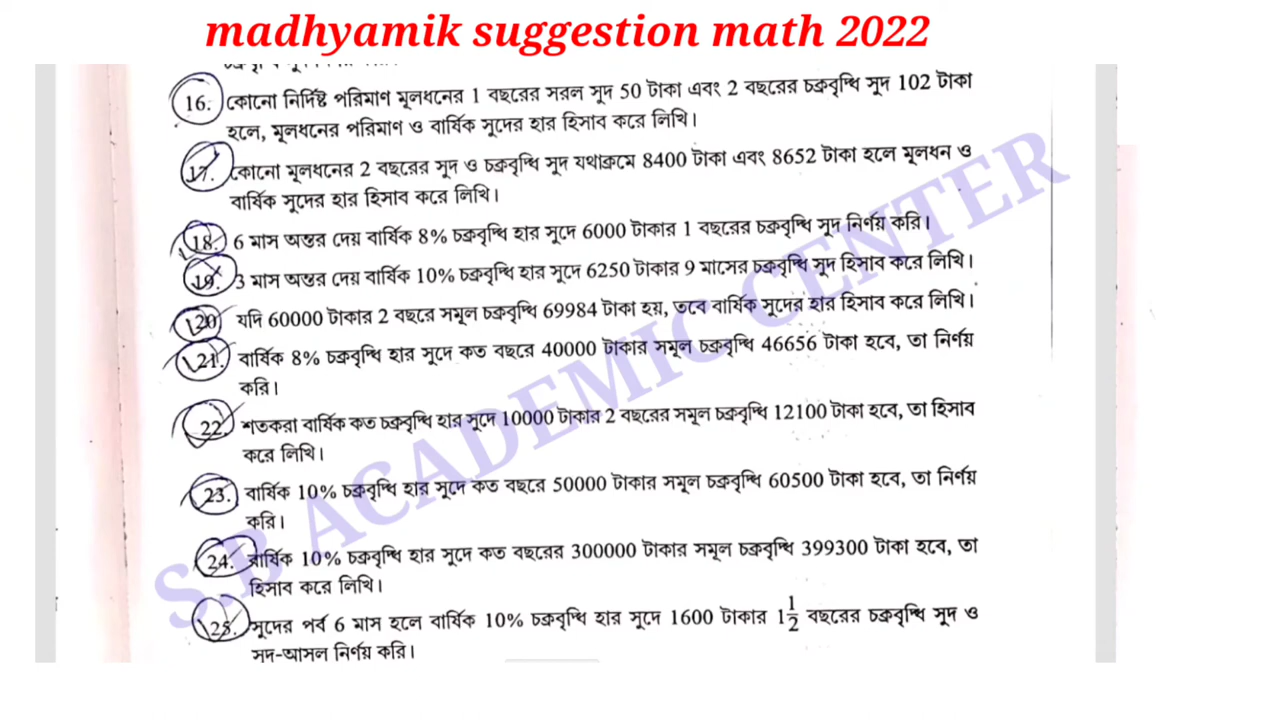 madhyamik suggestion math 2022
16. কোনো নির্দিষ্ট পরিমাণ মূলধনের 1 বছরের সরল সুদ 50 টাকা এবং 2 বছরের চক্রবৃদ্ধি সুদ 102 টাকা
হলে, মূলধনের পরিমাণ ও বার্ষিক সুদের হার হিসাব করে লিখি।
17. কোনো মূলধনের 2 বছরের সুদ ও চক্রবৃদ্ধি সুদ যথাক্রমে 8400 টাকা এবং 8652 টাকা হলে মূলধন ও
বার্ষিক সুদের হার হিসাব করে লিখি।
18. 6 মাস অন্তর দেয় বার্ষিক 8% চক্রবৃদ্ধি হার সুদে 6000 টাকার 1 বছরের চক্রবৃদ্ধি সুদ নির্ণয় করি।
19. 3 মাস অন্তর দেয় বার্ষিক 10% চক্রবৃদ্ধি হার সুদে 6250 টাকার 9 মাসের চক্রবৃদ্ধি সুদ হিসাব করে লিখি।
20. যদি 60000 টাকার 2 বছরে সমূল চক্রবৃদ্ধি 69984 টাকা হয়, তবে বার্ষিক সুদের হার হিসাব করে লিখি।
21. বার্ষিক 8% চক্রবৃদ্ধি হার সুদে কত বছরে 40000 টাকার সমূল চক্রবৃদ্ধি 46656 টাকা হবে, তা নির্ণয়
করি।
22. শতকরা বার্ষিক কত চক্রবৃদ্ধি হার সুদে 10000 টাকার 2 বছরের সমূল চক্রবৃদ্ধি 12100 টাকা হবে, তা হিসাব
করে লিখি।
23. বার্ষিক 10% চক্রবৃদ্ধি হার সুদে কত বছরে 50000 টাকার সমূল চক্রবৃদ্ধি 60500 টাকা হবে, তা নির্ণয়
করি।
24. বার্ষিক 10% চক্রবৃদ্ধি হার সুদে কত বছরের 300000 টাকার সমূল চক্রবৃদ্ধি 399300 টাকা হবে, তা
হিসাব করে লিখি।
25. সুদের পর্ব 6 মাস হলে বার্ষিক 10% চক্রবৃদ্ধি হার সুদে 1600 টাকার 1 1/2 বছরের চক্রবৃদ্ধি সুদ ও
সুদ-আসল নির্ণয় করি।
S.B ACADEMIC CENTER